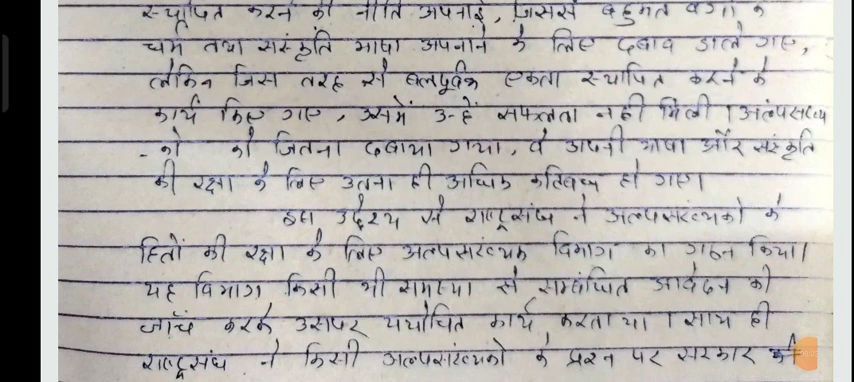 स्थापित करने की नीति अपनाई, जिससे बहुमत वर्गो के
धर्म तथा संस्कृति भाषा अपनाने के लिए दबाव डाले गए,
लेकिन जिस तरह से बलपूर्वक एकता स्थापित करने के
कार्य किए गए, उसमें उन्हें सफलता नही मिली। अल्पसंख्य
-को को जितना दबाया गया, वे अपनी भाषा और संस्कृति
की रक्षा के लिए उतना ही अधिक कटिबध्द हो गए।
इस उद्देश्य से राष्ट्रसंघ ने अल्पसंख्यको के
हितों की रक्षा के लिए अल्पसंख्यक विभाग का गठन किया।
यह विभाग किसी भी समस्या से सम्बंधित आवेदन की
जाँच करके उसपर यथोचित कार्य करता था। साथ ही
राष्ट्रसंघ ने किसी अल्पसंख्यको के प्रश्न पर सरकार को